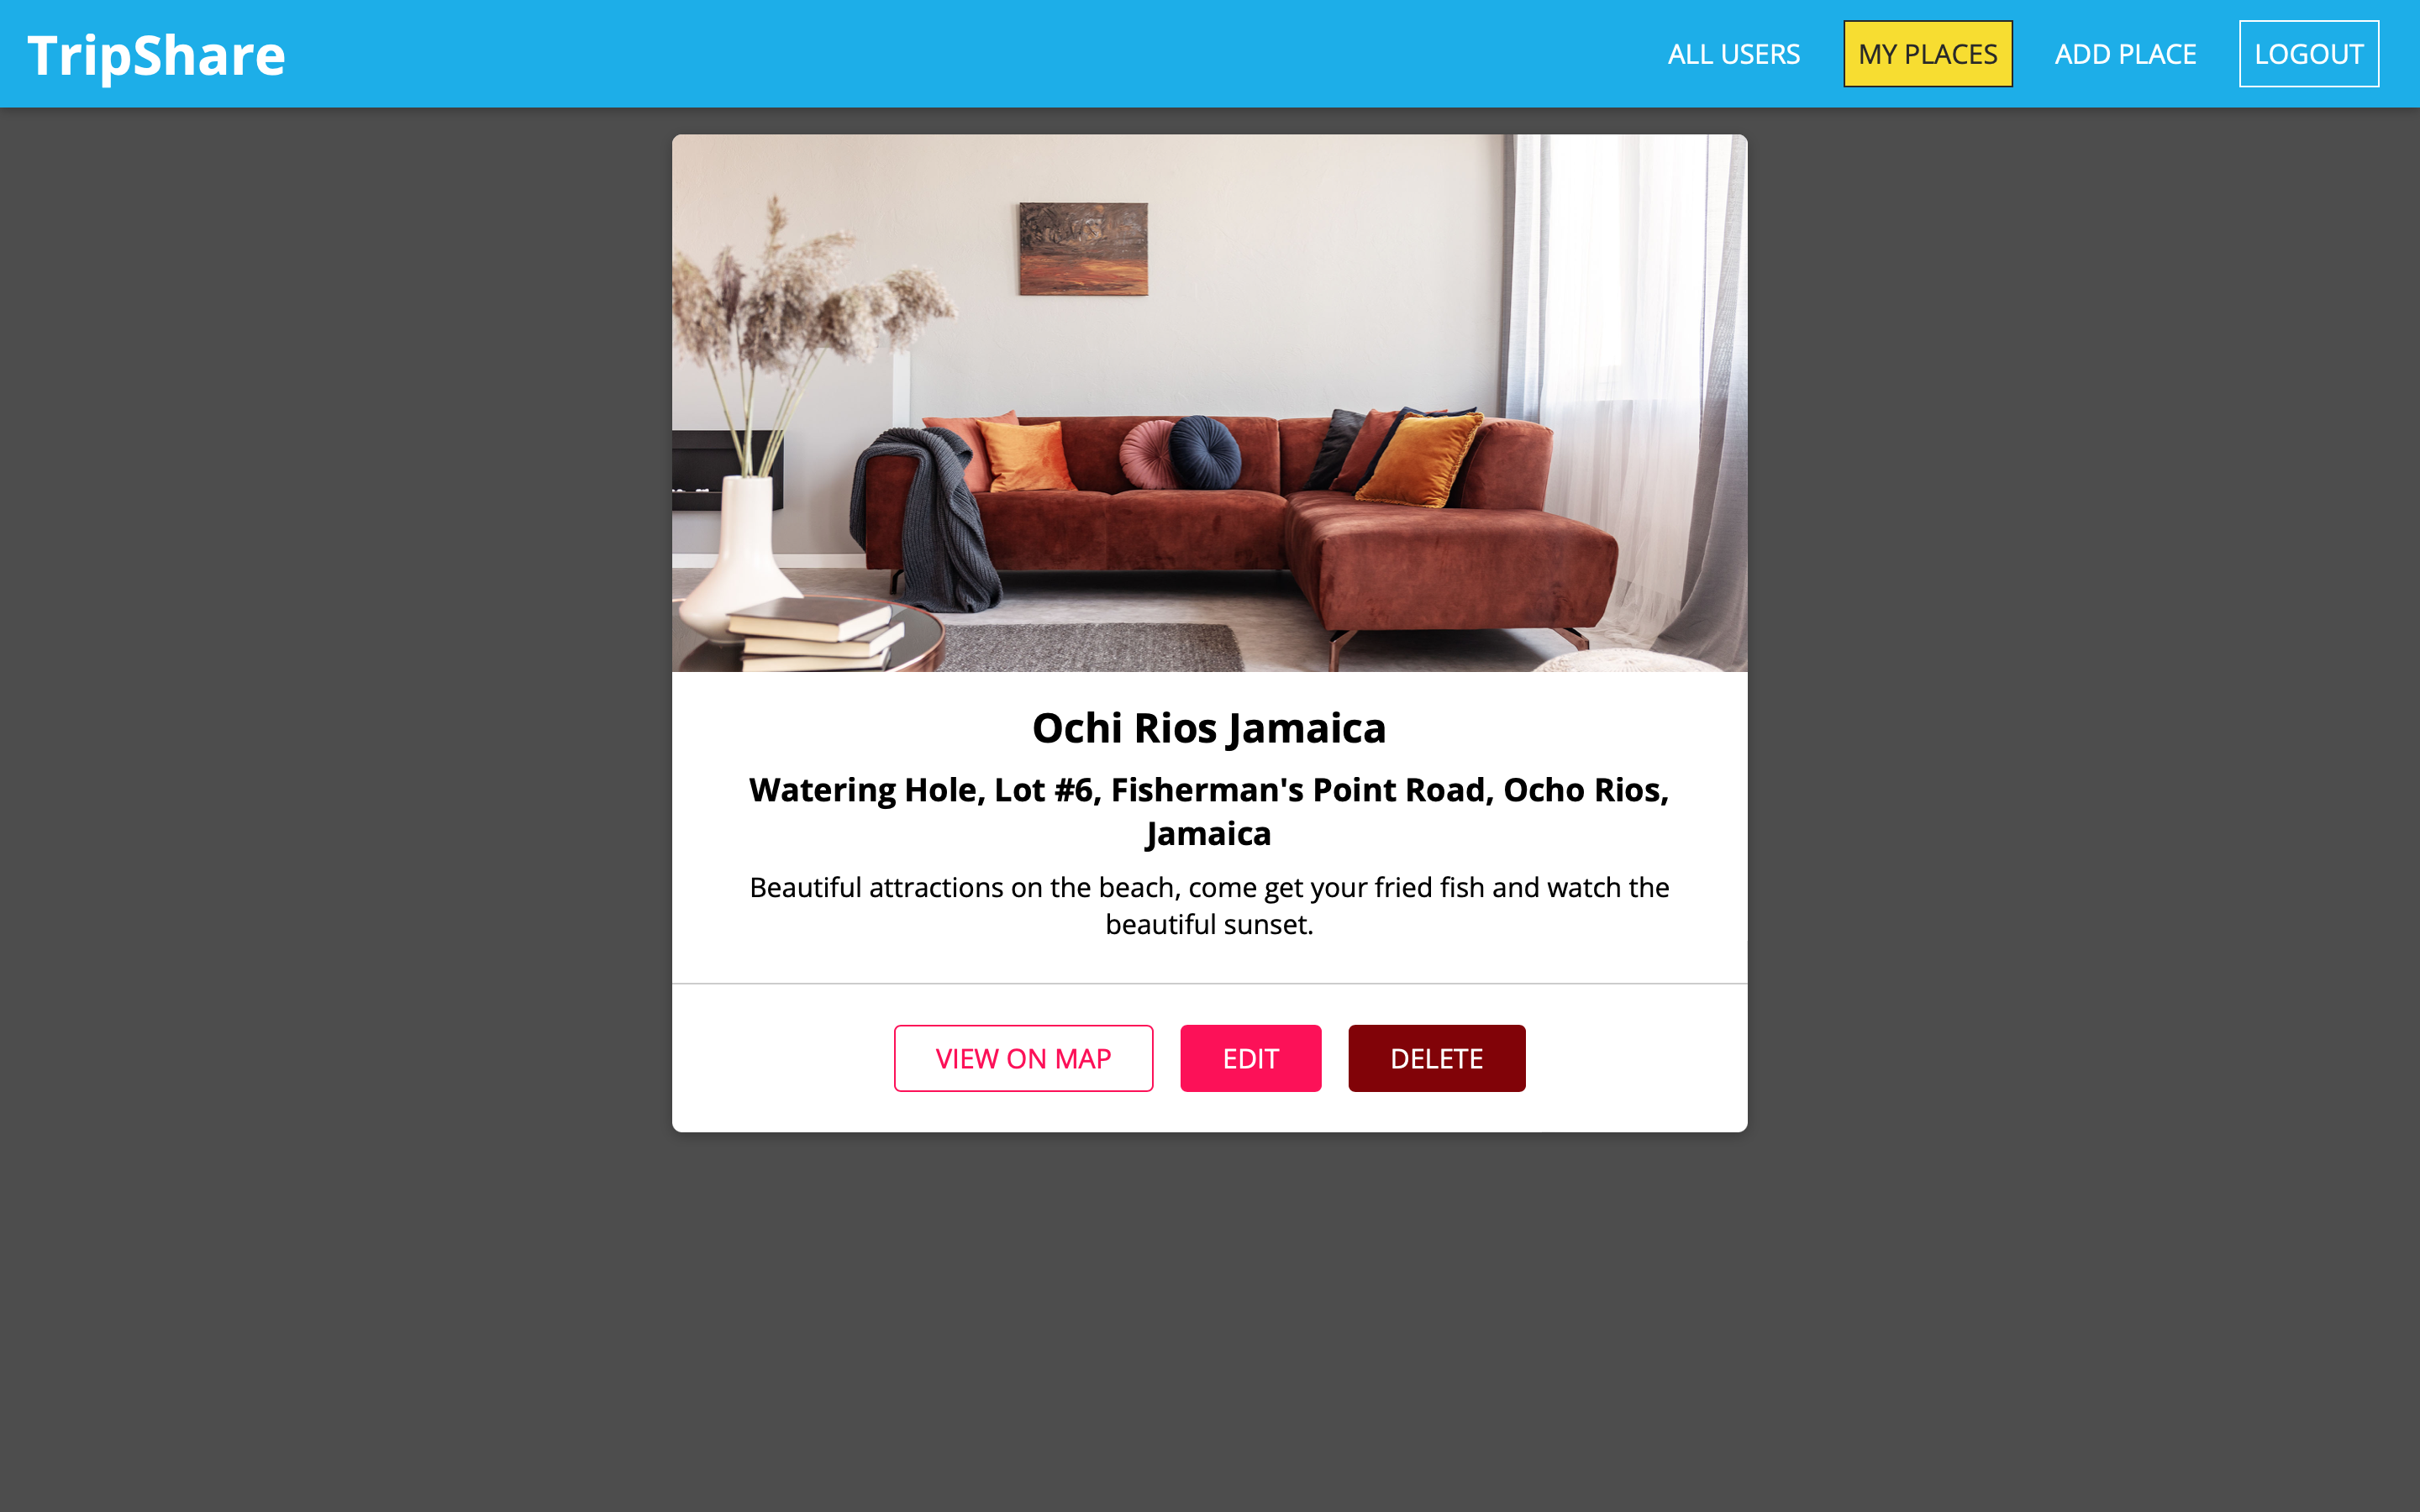 TripShare
ALL USERS
MY PLACES
ADD PLACE
LOGOUT
Ochi Rios Jamaica
Watering Hole, Lot #6, Fisherman's Point Road, Ocho Rios,
Jamaica
Beautiful attractions on the beach, come get your fried fish and watch the
beautiful sunset.
VIEW ON MAP
EDIT
DELETE